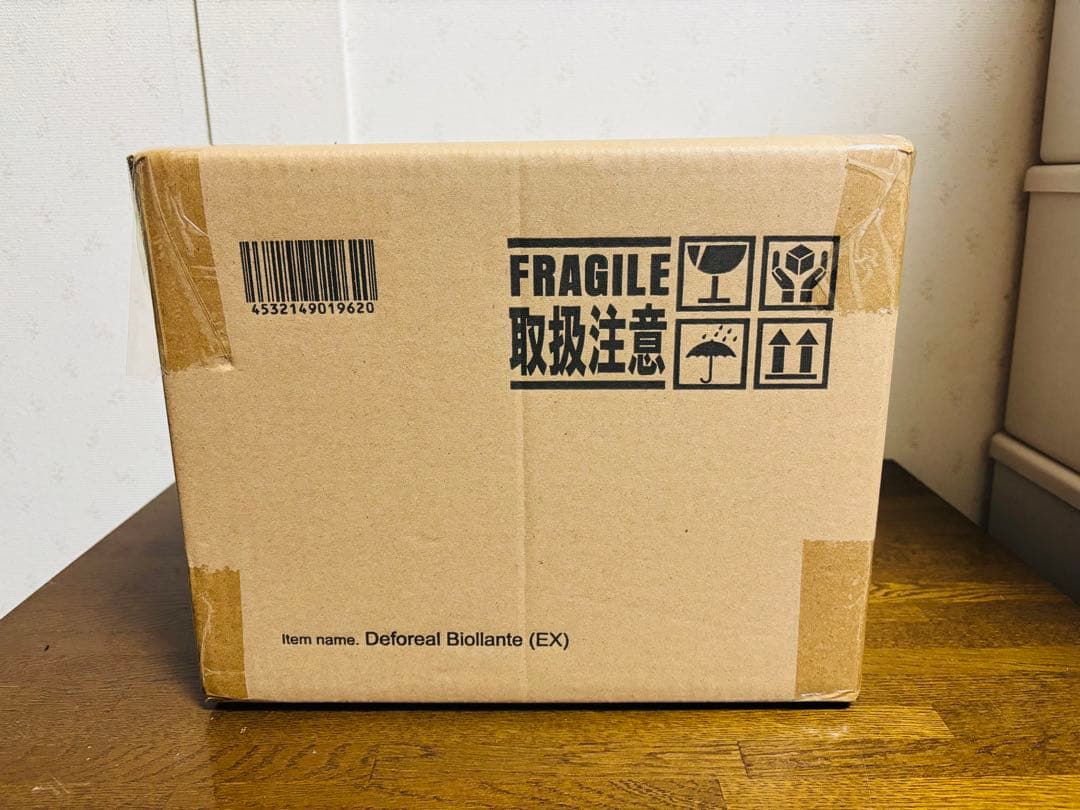 4532149019620
FRAGILE
取扱注意
Item name. Deforeal Biollante (EX)